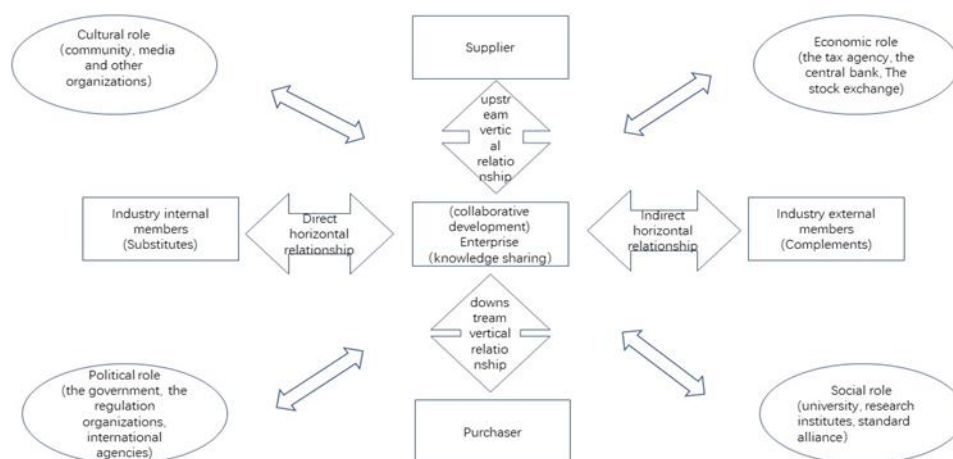 Cultural role
(community, media
and other
organizations)
Supplier
Economic role
(the tax agency, the
central bank, The
stock exchange)
upstr
eam
vertic
al
relatio
nship
Industry internal
members
(Substitutes)
Direct
horizontal
relationship
(collaborative
development)
Enterprise
(knowledge sharing)
Indirect
horizontal
relationship
Industry external
members
(Complements)
downs
tream
vertical
relatio
nship
Political role
(the government, the
regulation
organizations,
international
agencies)
Purchaser
Social role
(university, research
institutes, standard
alliance)